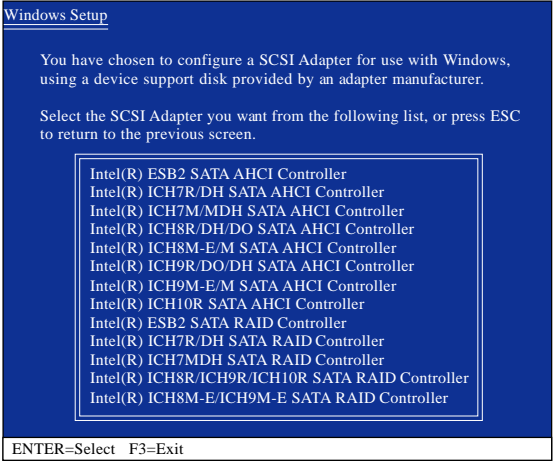 Windows Setup
You have chosen to configure a SCSI Adapter for use with Windows,
using a device support disk provided by an adapter manufacturer.
Select the SCSI Adapter you want from the following list, or press ESC
to return to the previous screen.
Intel(R) ESB2 SATA AHCI Controller
Intel(R) ICH7R/DH SATA AHCI Controller
Intel(R) ICH7M/MDH SATA AHCI Controller
Intel(R) ICH8R/DH/DO SATA AHCI Controller
Intel(R) ICH8M-E/M SATA AHCI Controller
Intel(R) ICH9R/DO/DH SATA AHCI Controller
Intel(R) ICH9M-E/M SATA AHCI Controller
Intel(R) ICH10R SATA AHCI Controller
Intel(R) ESB2 SATA RAID Controller
Intel(R) ICH7R/DH SATA RAID Controller
Intel(R) ICH7MDH SATA RAID Controller
Intel(R) ICH8R/ICH9R/ICH10R SATA RAID Controller
Intel(R) ICH8M-E/ICH9M-E SATA RAID Controller
ENTER=Select F3=Exit